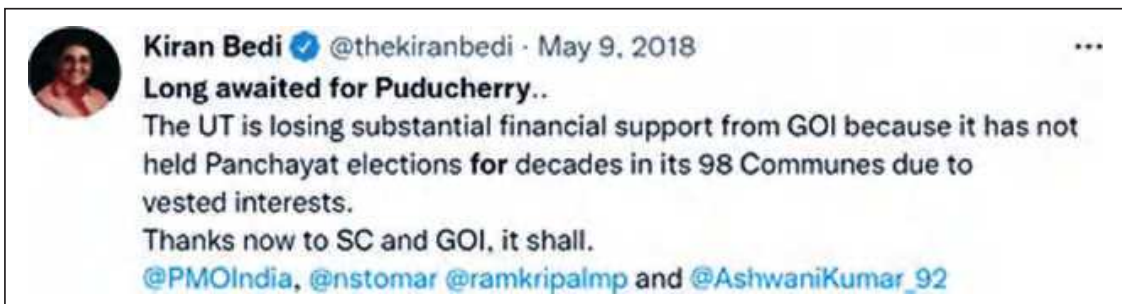 Kiran Bedi @thekiranbedi · May 9, 2018 ...
Long awaited for Puducherry..
The UT is losing substantial financial support from GOI because it has not
held Panchayat elections for decades in its 98 Communes due to
vested interests.
Thanks now to SC and GOI, it shall.
@PMOIndia, @nstomar @ramkripalmp and @AshwaniKumar_92